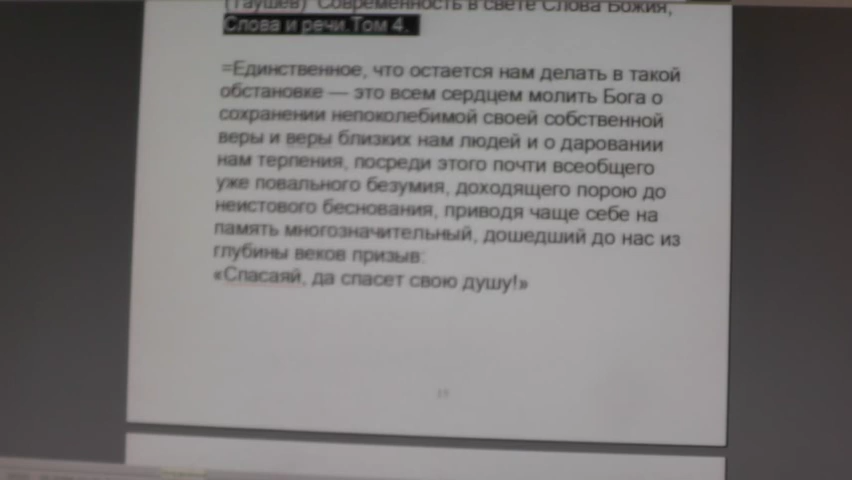 (Таушев) Современность в свете Слова Божия,
Слова и речи.Том 4.
=Единственное, что остается нам делать в такой
обстановке — это всем сердцем молить Бога о
сохранении непоколебимой своей собственной
веры и веры близких нам людей и о даровании
нам терпения, посреди этого почти всеобщего
уже повального безумия, доходящего порою до
неистового беснования, приводя чаще себе на
память многозначительный, дошедший до нас из
глубины веков призыв:
«Спасаяй, да спасет свою душу!»